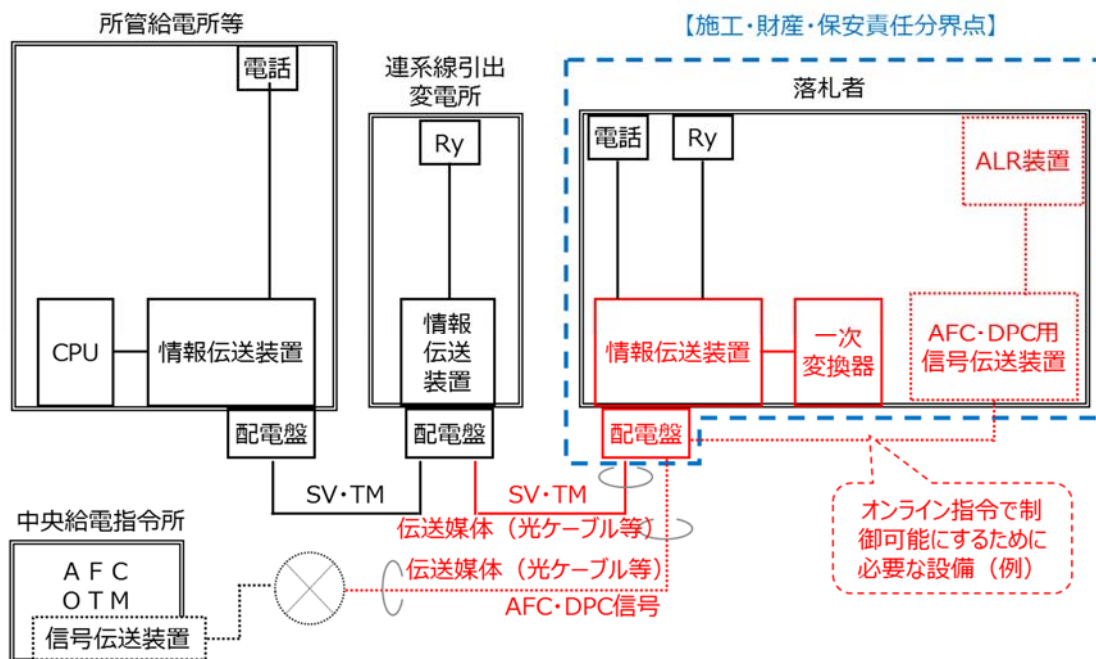 所管給電所等
【施工・財産・保安責任分界点】
電話
連系線引出
変電所
落札者
Ry
電話
Ry
ALR装置
CPU
情報伝送装置
情報
伝送
装置
情報伝送装置
一次
変換器
AFC・DPC用
信号伝送装置
配電盤
配電盤
配電盤
SV・TM
SV・TM
伝送媒体（光ケーブル等）
オンライン指令で制
御可能にするために
必要な設備（例）
中央給電指令所
AFC
OTM
信号伝送装置
伝送媒体（光ケーブル等）
AFC・DPC信号